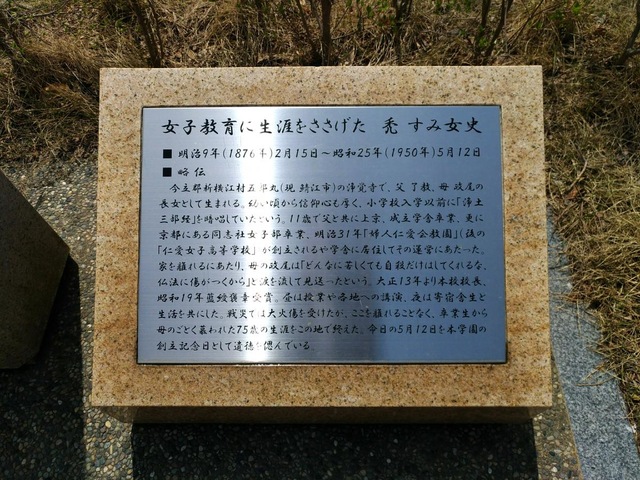 女子教育に生涯をささげた 禿 すみ女史
■ 明治9年(1876年)2月15日~昭和25年(1950年)5月12日
■ 略 伝
今立郡新横江村五郎丸(現 鯖江市)の浄覚寺で、父 了教、母 政尾の
長女として生まれる。幼い頃から信仰心も厚く、小学校入学以前に「浄土
三部経」を暗唱していたという。11歳で父と共に上京、成立学舎卒業、更に
京都にある同志社女子部卒業、明治31年「婦人仁愛会教園」(後の
「仁愛女子高等学校」が創立されるや学舎に居住してその運営にあたった。
家を離れるにあたり、母の政尾は「どんなに苦しくても自殺だけはしてくれるな、
仏法に傷がつくから」と涙を流して見送ったという。大正13年より本校校長、
昭和19年藍綬褒章受賞。昼は授業や各地への講演、夜は寄宿舎生と
生活を共にした。戦災では大火傷を受けたが、ここを離れることなく、卒業生から
母のごとく慕われた75歳の生涯をこの地で終えた。今日の5月12日を本学園の
創立記念日として遺徳を偲んでいる。